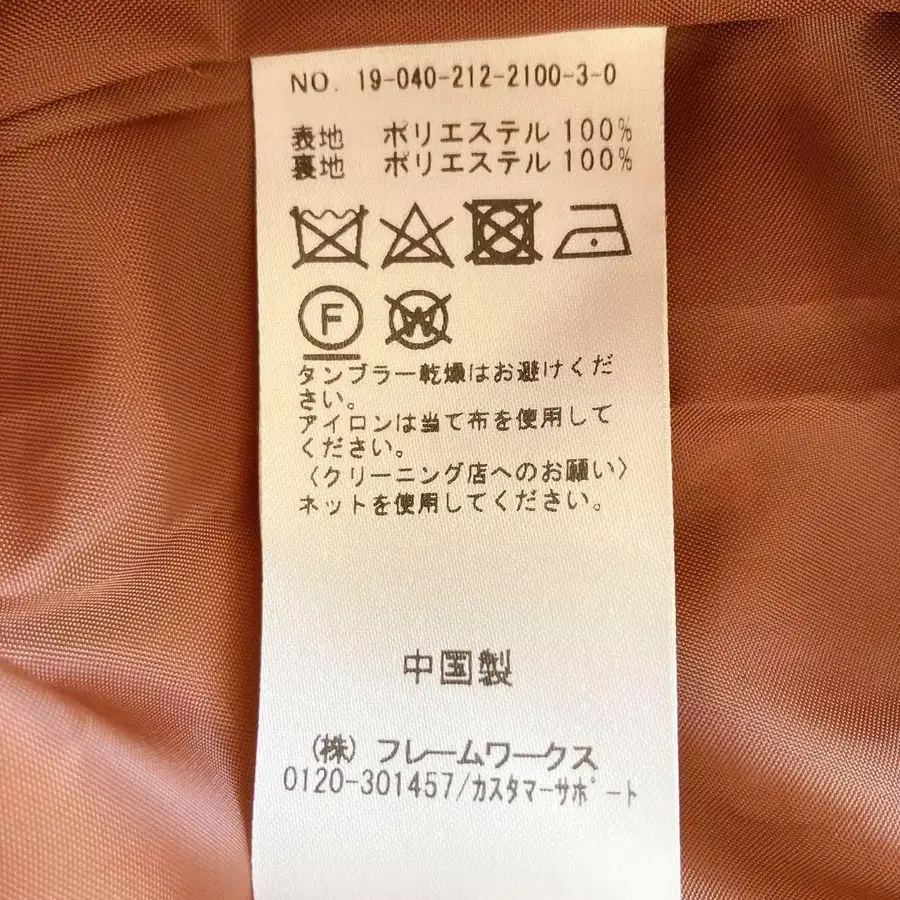 NO. 19-040-212-2100-3-0
表地 ポリエステル 100%
裏地 ポリエステル 100%
F
W
タンブラー乾燥はお避けくだ
さい。
アイロンは当て布を使用して
ください。
〈クリーニング店へのお願い〉
ネットを使用してください。
中国製
(株) フレームワークス
0120-301457/カスタマーサポート